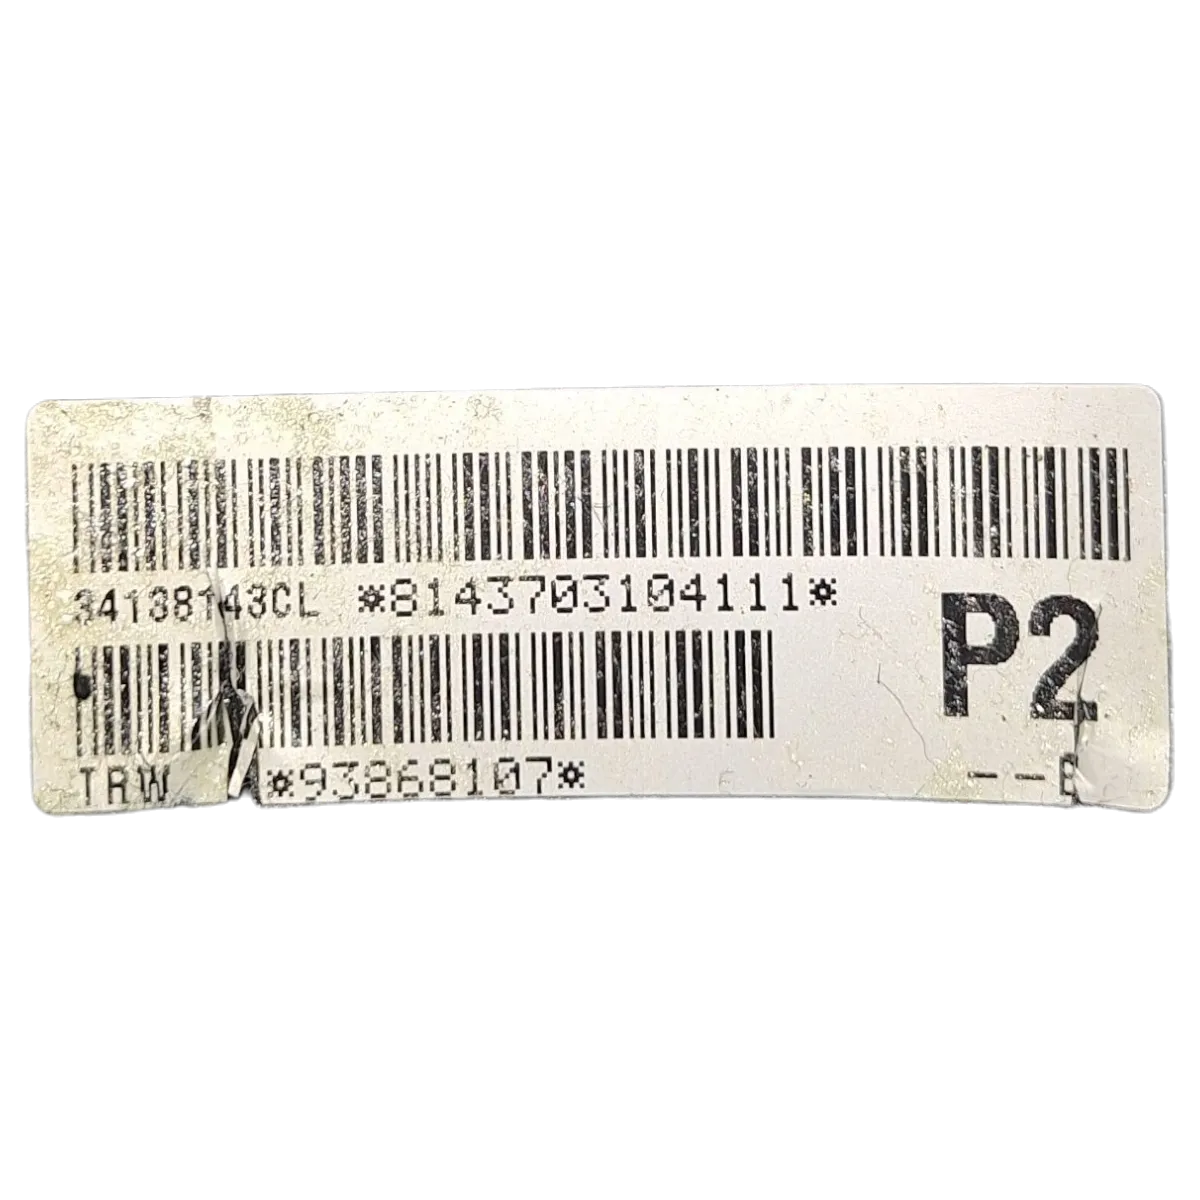 34138143CL *8143703104111*
P2
TRW *93868107*
--E